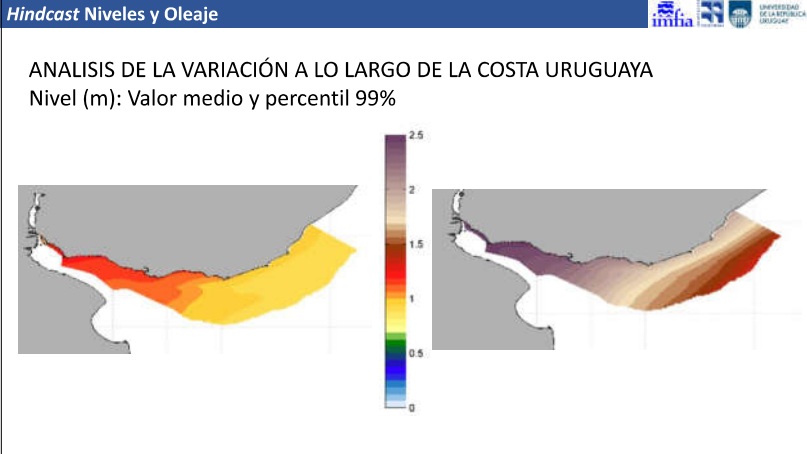 Hindcast Niveles y Oleaje
imfia
UNIVERSIDAD
DE LA REPÚBLICA
URUGUAY
ANALISIS DE LA VARIACIÓN A LO LARGO DE LA COSTA URUGUAYA
Nivel (m): Valor medio y percentil 99%
2.5
2
1.5
1
0.5
0